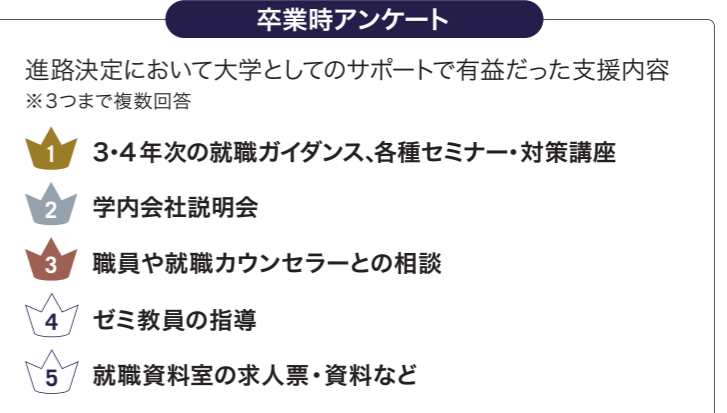 卒業時アンケート
進路決定において大学としてのサポートで有益だった支援内容
※3つまで複数回答
1 3・4年次の就職ガイダンス、各種セミナー・対策講座
2 学内会社説明会
3 職員や就職カウンセラーとの相談
4 ゼミ教員の指導
5 就職資料室の求人票・資料など